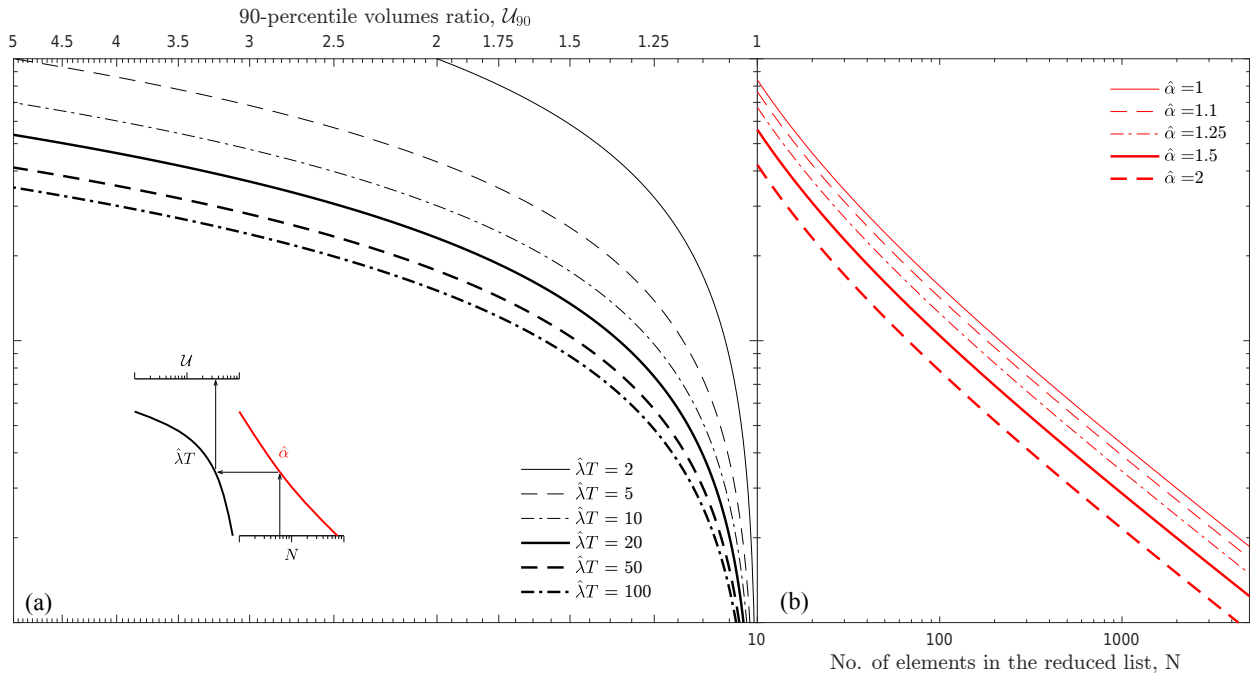 90-percentile volumes ratio, 𝒰₉₀
5 4.5 4 3.5 3 2.5 2 1.75 1.5 1.25 1
α̂ =1
α̂ =1.1
α̂ =1.25
α̂ =1.5
α̂ =2
𝒰
λ̂T
α̂
N
λ̂T = 2
λ̂T = 5
λ̂T = 10
λ̂T = 20
λ̂T = 50
λ̂T = 100
(a)
(b)
10 100 1000
No. of elements in the reduced list, N